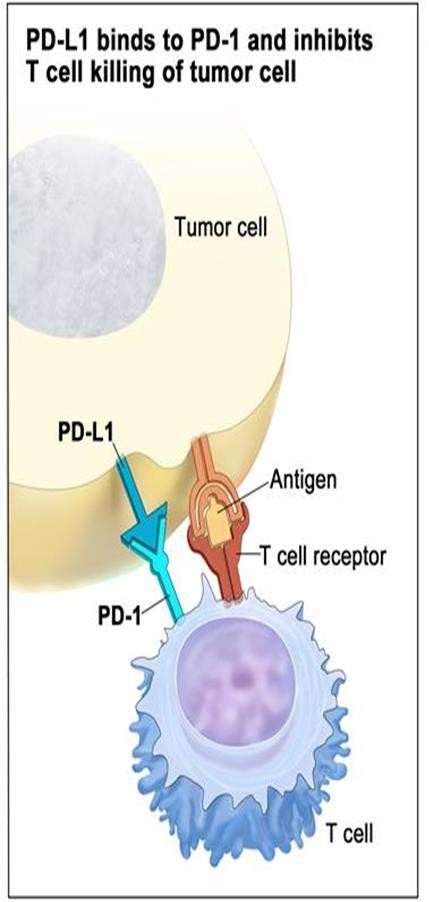 PD-L1 binds to PD-1 and inhibits
T cell killing of tumor cell
Tumor cell
PD-L1
Antigen
T cell receptor
PD-1
T cell